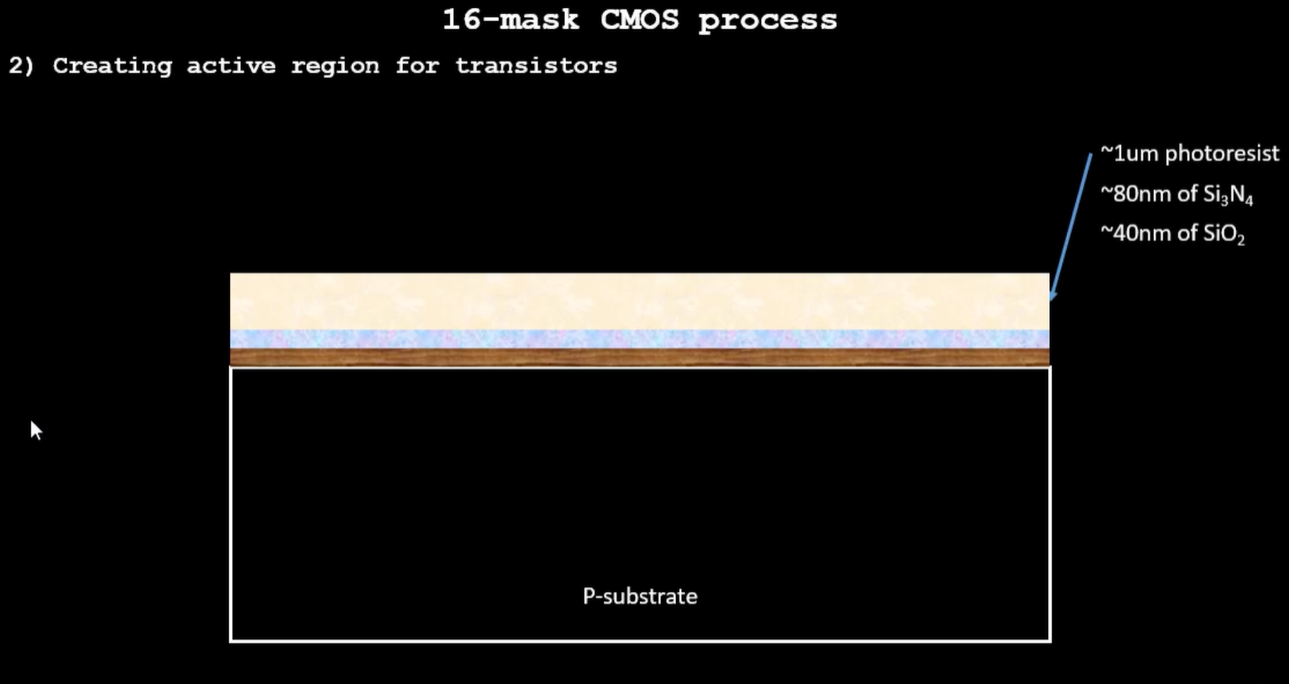 16-mask CMOS process
2) Creating active region for transistors
~1um photoresist
~80nm of Si₃N₄
~40nm of SiO₂
P-substrate